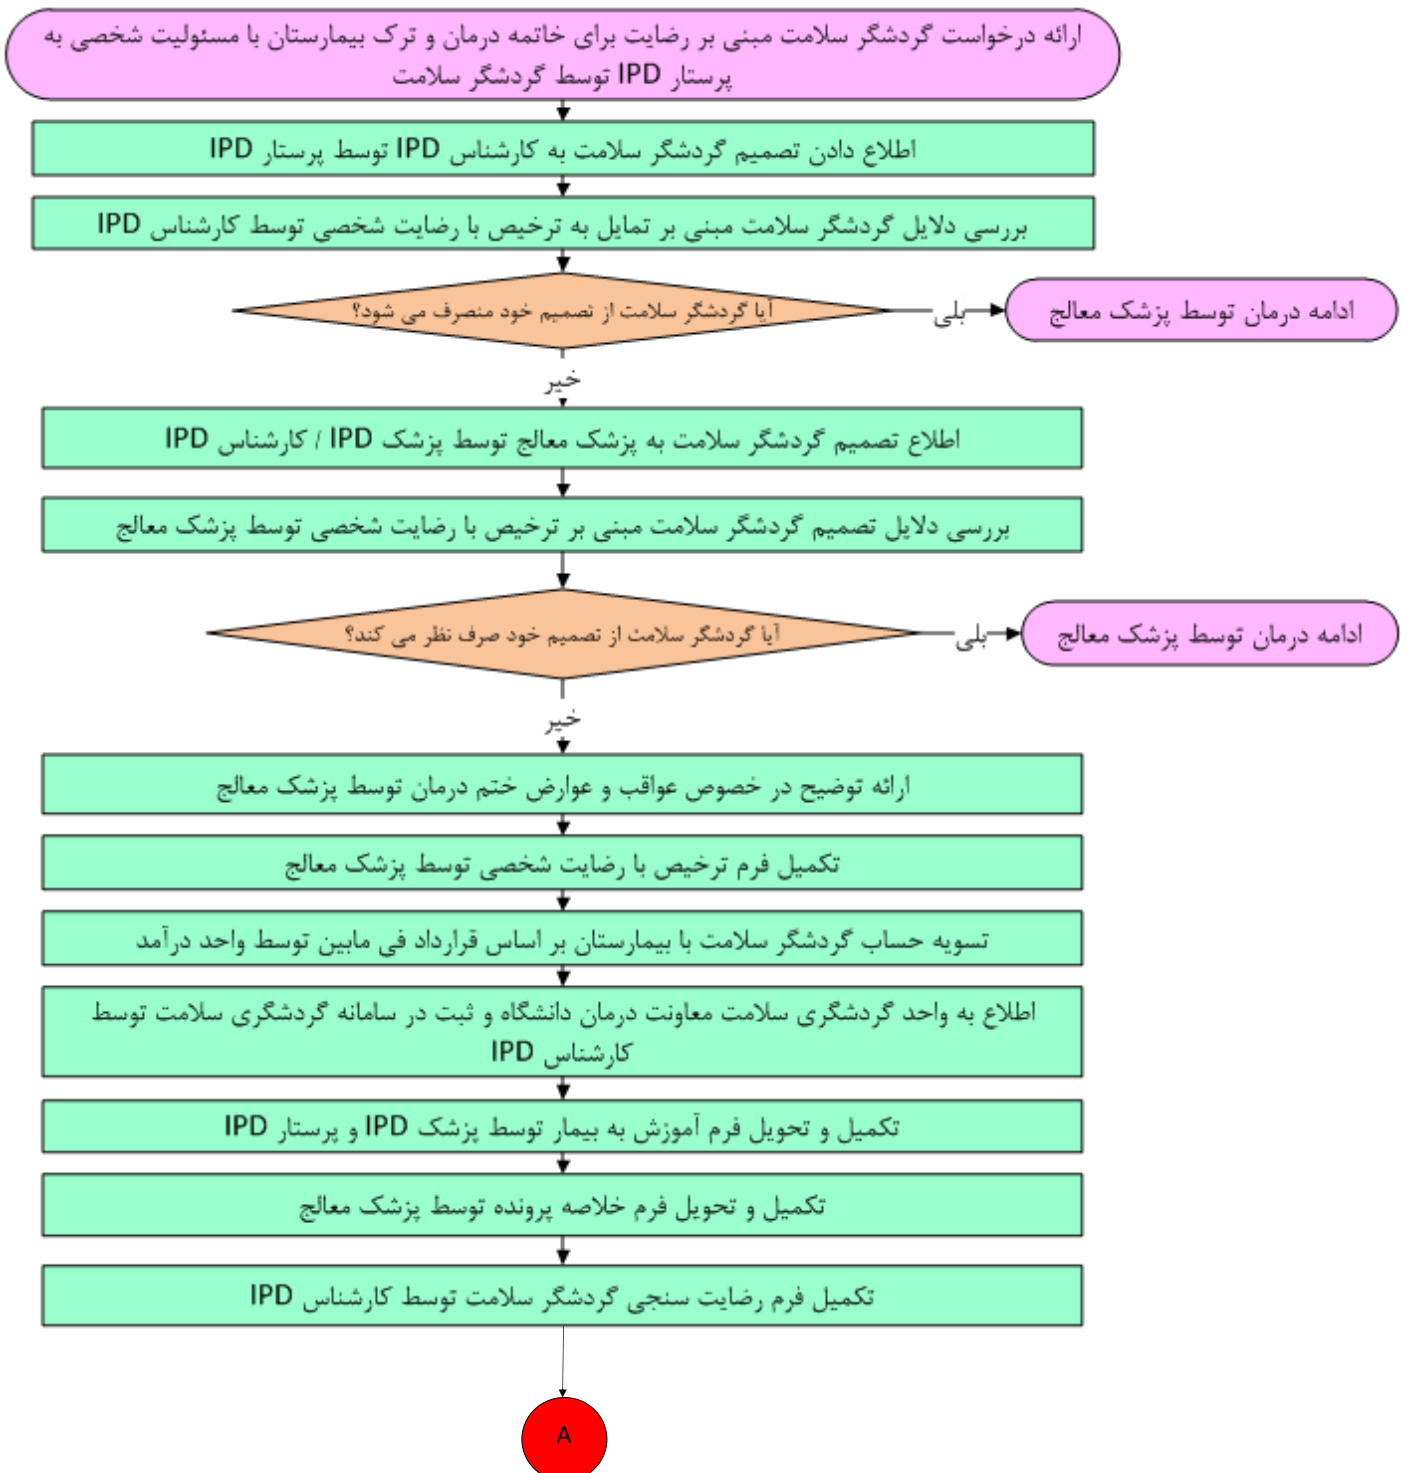 ارائه درخواست گردشگر سلامت مبنی بر رضایت برای خاتمه درمان و ترک بیمارستان با مسئولیت شخصی به
پرستار IPD توسط گردشگر سلامت
اطلاع دادن تصمیم گردشگر سلامت به کارشناس IPD توسط پرستار IPD
بررسی دلایل گردشگر سلامت مبنی بر تمایل به ترخیص با رضایت شخصی توسط کارشناس IPD
آیا گردشگر سلامت از تصمیم خود منصرف می شود؟
بلی
ادامه درمان توسط پزشک معالج
خیر
اطلاع تصمیم گردشگر سلامت به پزشک معالج توسط پزشک IPD / کارشناس IPD
بررسی دلایل تصمیم گردشگر سلامت مبنی بر ترخیص با رضایت شخصی توسط پزشک معالج
آیا گردشگر سلامت از تصمیم خود صرف نظر می کند؟
بلی
ادامه درمان توسط پزشک معالج
خیر
ارائه توضیح در خصوص عواقب و عوارض ختم درمان توسط پزشک معالج
تکمیل فرم ترخیص با رضایت شخصی توسط پزشک معالج
تسویه حساب گردشگر سلامت با بیمارستان بر اساس قرارداد فی مابین توسط واحد درآمد
اطلاع به واحد گردشگری سلامت معاونت درمان دانشگاه و ثبت در سامانه گردشگری سلامت توسط
کارشناس IPD
تکمیل و تحویل فرم آموزش به بیمار توسط پزشک IPD و پرستار IPD
تکمیل و تحویل فرم خلاصه پرونده توسط پزشک معالج
تکمیل فرم رضایت سنجی گردشگر سلامت توسط کارشناس IPD
A